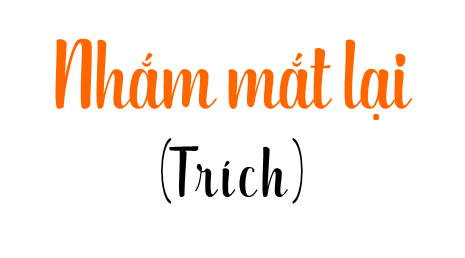 Nhắm mắt lại
(Trích)